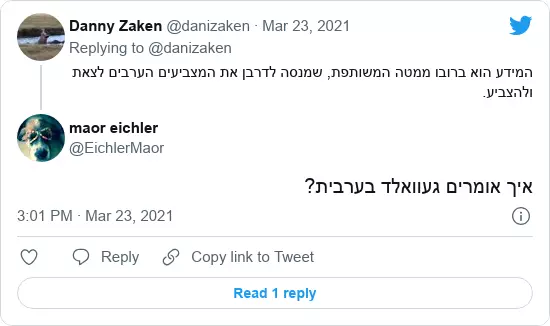 Danny Zaken @danizaken · Mar 23, 2021
Replying to @danizaken
המידע הוא ברובו ממטה המשותפת, שמנסה לדרבן את המצביעים הערבים לצאת
ולהצביע.
maor eichler
@EichlerMaor
איך אומרים געוואלד בערבית?
3:01 PM · Mar 23, 2021
Reply
Copy link to Tweet
Read 1 reply